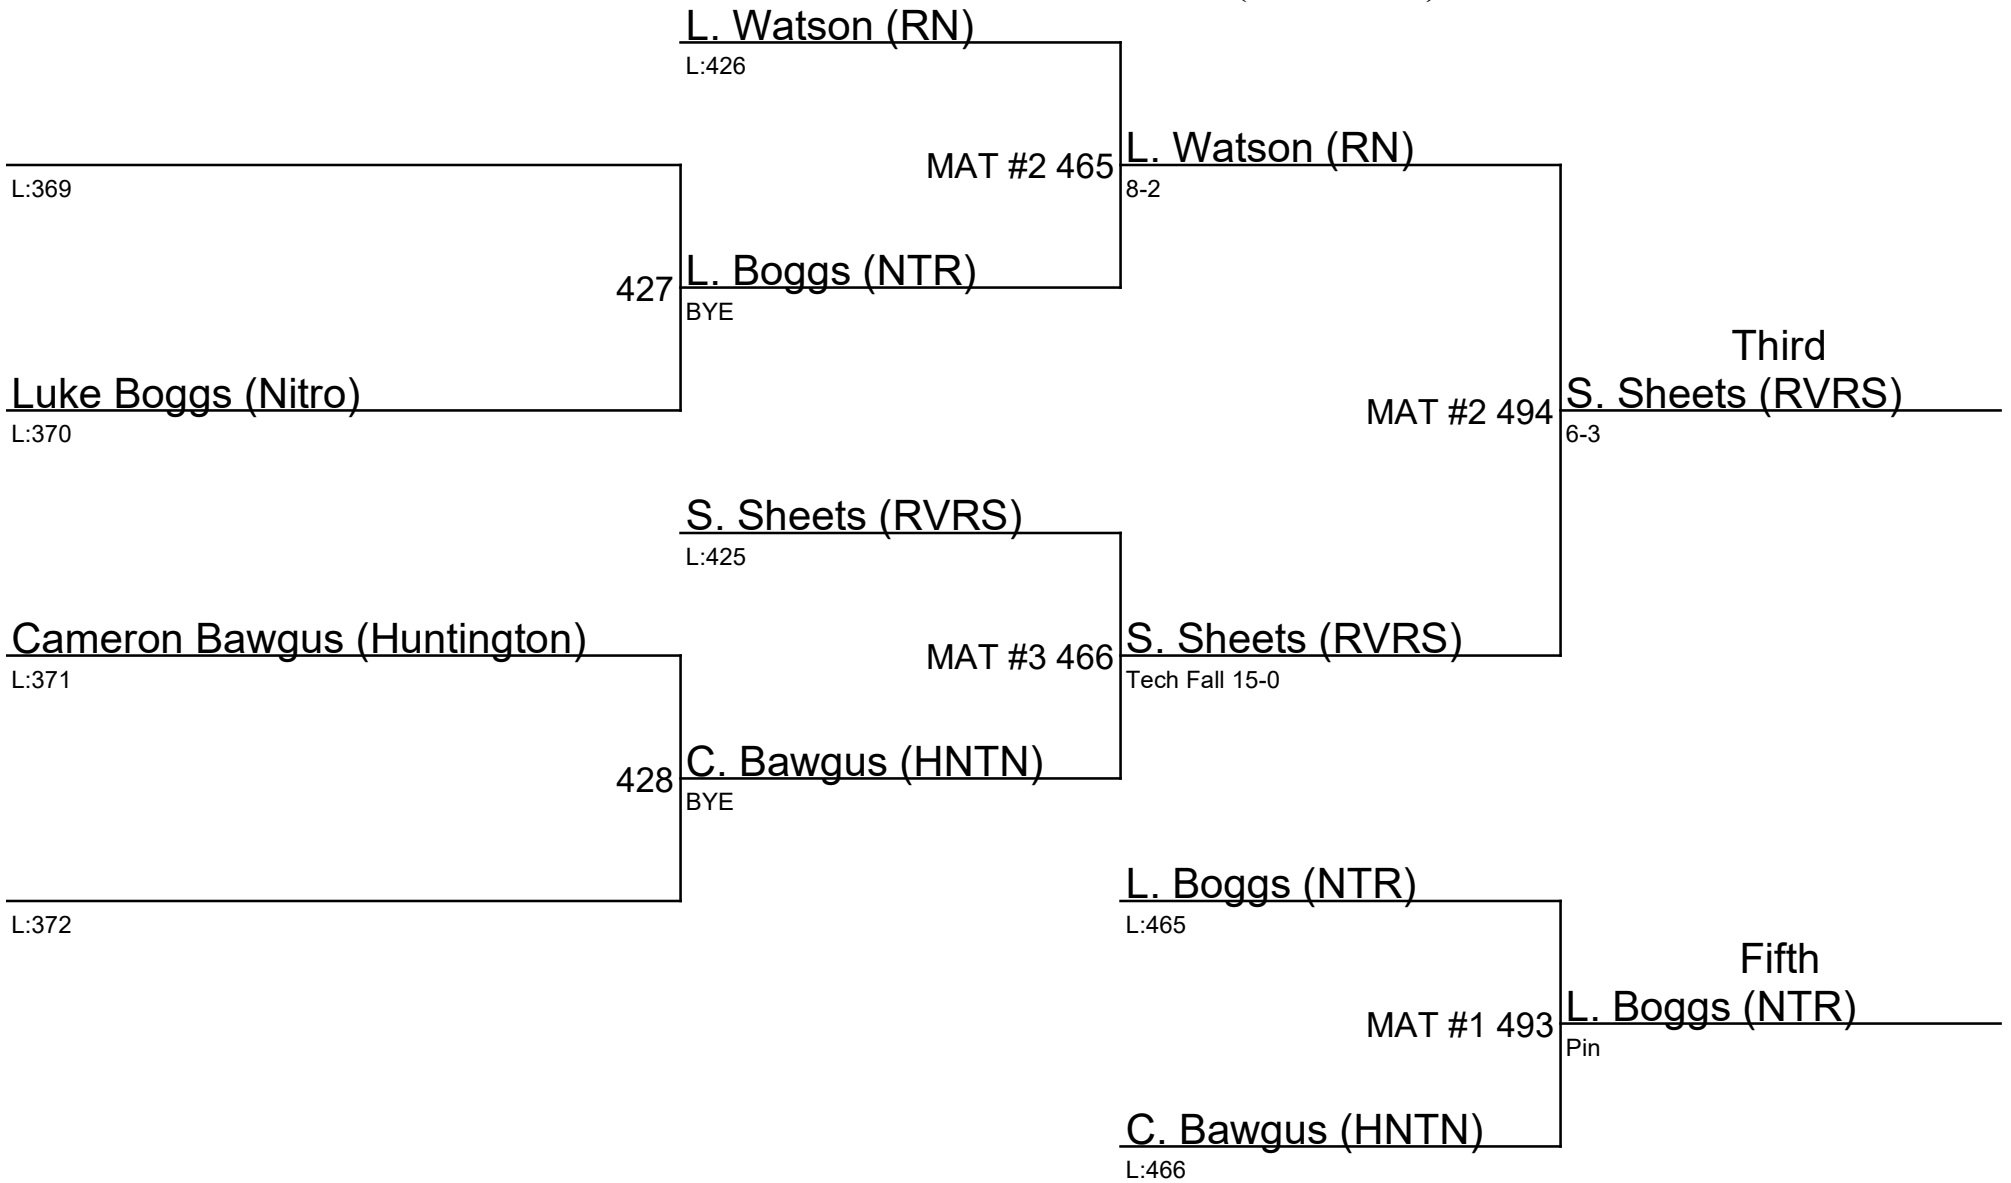 L. Watson (RN)
L:426
MAT #2 465
L. Watson (RN)
8-2
L:369
427
L. Boggs (NTR)
BYE
Luke Boggs (Nitro)
L:370
Third
MAT #2 494
S. Sheets (RVRS)
6-3
S. Sheets (RVRS)
L:425
Cameron Bawgus (Huntington)
L:371
MAT #3 466
S. Sheets (RVRS)
Tech Fall 15-0
428
C. Bawgus (HNTN)
BYE
L:372
L. Boggs (NTR)
L:465
Fifth
MAT #1 493
L. Boggs (NTR)
Pin
C. Bawgus (HNTN)
L:466